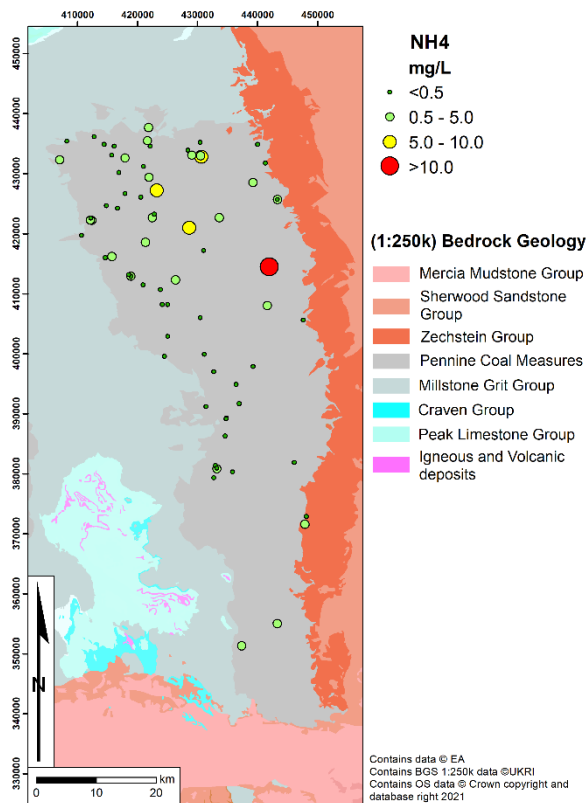 410000 420000 430000 440000 450000
450000
440000
430000
420000
410000
400000
390000
380000
370000
360000
350000
340000
330000
N
km
0 10 20
NH4
mg/L
<0.5
0.5 - 5.0
5.0 - 10.0
>10.0
(1:250k) Bedrock Geology
Mercia Mudstone Group
Sherwood Sandstone
Group
Zechstein Group
Pennine Coal Measures
Millstone Grit Group
Craven Group
Peak Limestone Group
Igneous and Volcanic
deposits
Contains data © EA
Contains BGS 1:250k data ©UKRI
Contains OS data © Crown copyright and
database right 2021